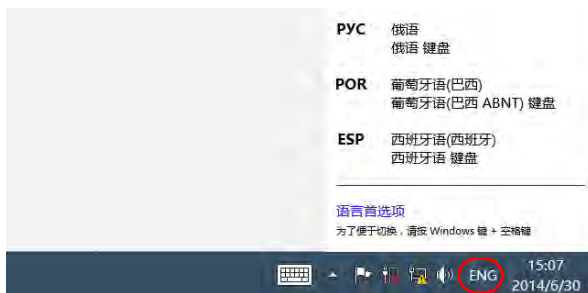 РУС 俄语
俄语 键盘
POR 葡萄牙语(巴西)
葡萄牙语(巴西 ABNT) 键盘
ESP 西班牙语(西班牙)
西班牙语 键盘
语言首选项
为了便于切换，请按 Windows 键 + 空格键
ENG 15:07
2014/6/30